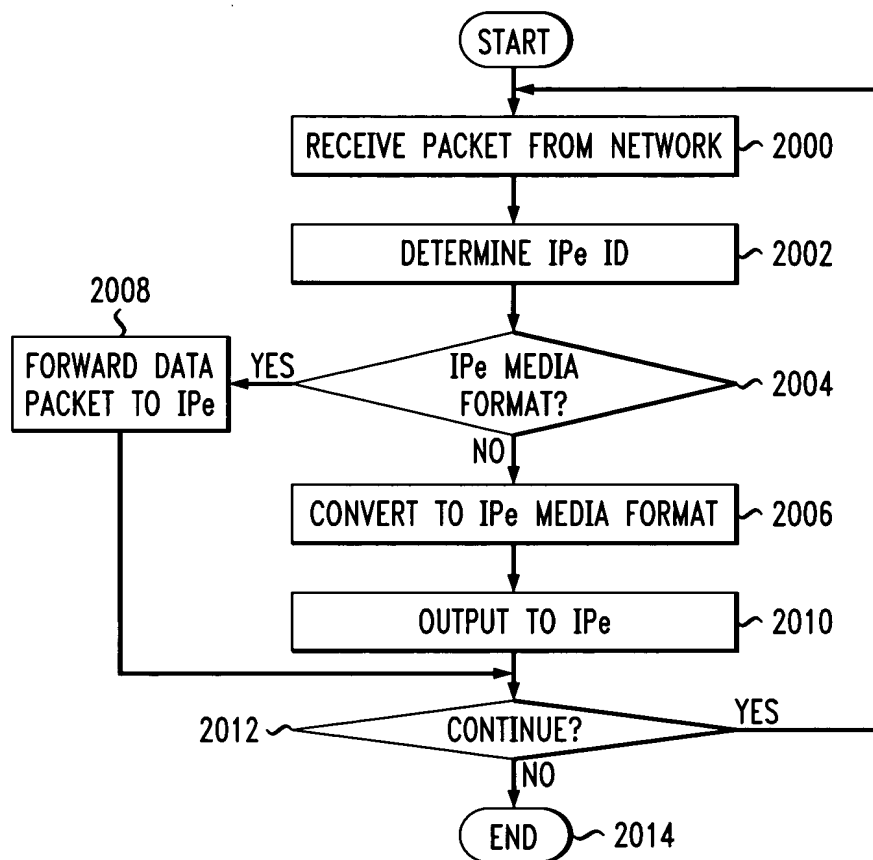 START
RECEIVE PACKET FROM NETWORK
2000
DETERMINE IPe ID
2002
2008
FORWARD DATA
PACKET TO IPe
YES
IPe MEDIA
FORMAT?
2004
NO
CONVERT TO IPe MEDIA FORMAT
2006
OUTPUT TO IPe
2010
2012
CONTINUE?
YES
NO
END
2014